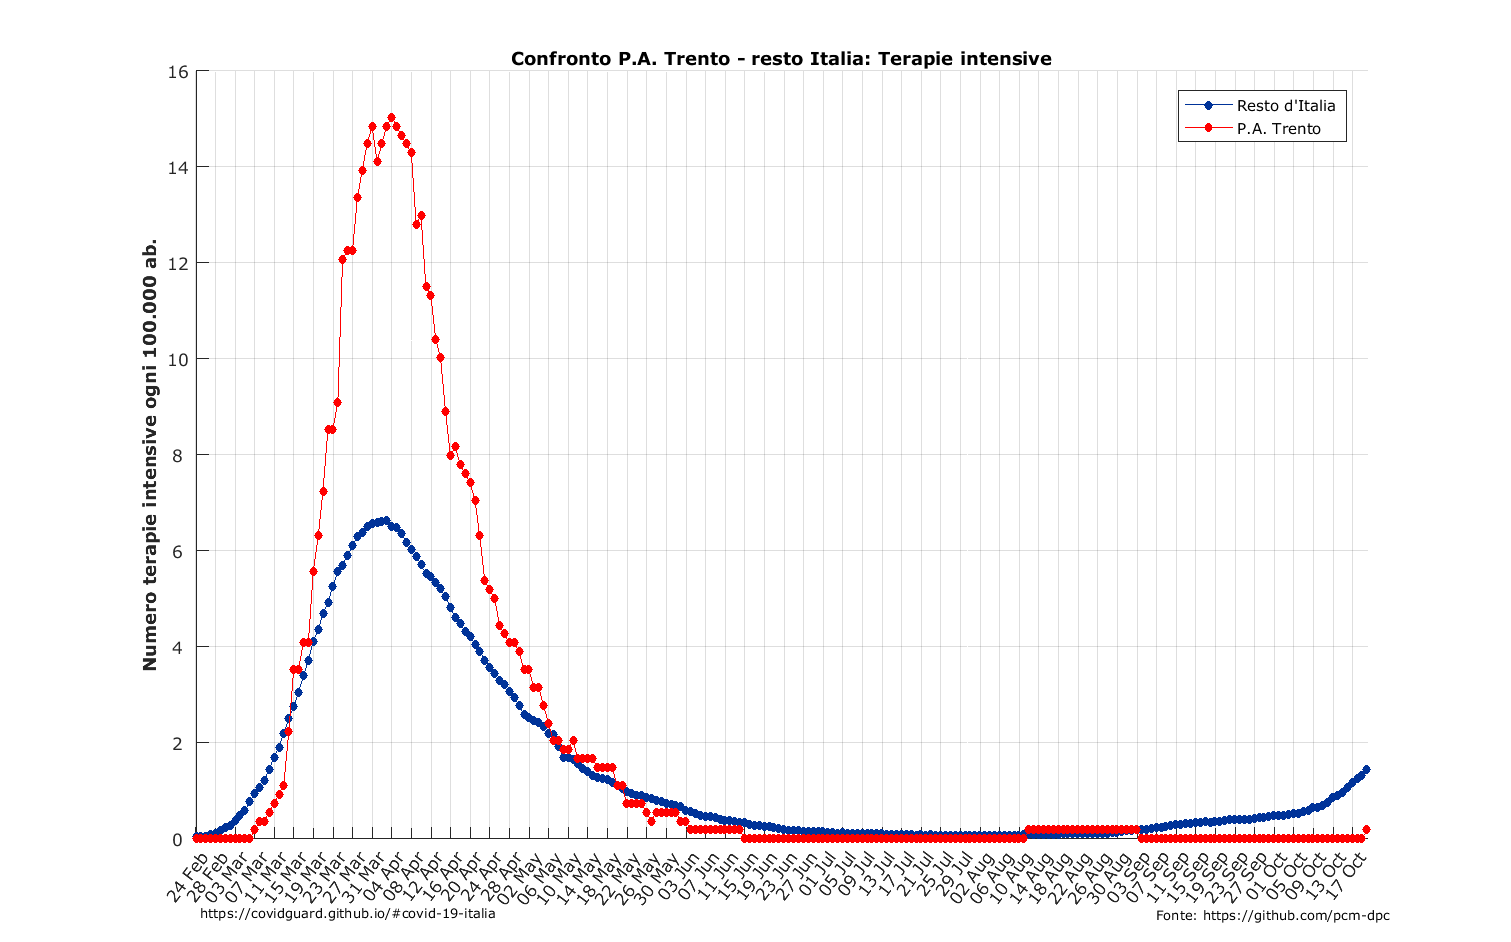 Confronto P.A. Trento - resto Italia: Terapie intensive
Resto d'Italia
P.A. Trento
Numero terapie intensive ogni 100.000 ab.
16
14
12
10
8
6
4
2
0
24 Feb
28 Feb
03 Mar
07 Mar
11 Mar
15 Mar
19 Mar
23 Mar
27 Mar
31 Mar
04 Apr
08 Apr
12 Apr
16 Apr
20 Apr
24 Apr
28 Apr
02 May
06 May
10 May
14 May
18 May
22 May
26 May
30 May
03 Jun
07 Jun
11 Jun
15 Jun
19 Jun
23 Jun
27 Jun
01 Jul
05 Jul
09 Jul
13 Jul
17 Jul
21 Jul
25 Jul
29 Jul
02 Aug
06 Aug
10 Aug
14 Aug
18 Aug
22 Aug
26 Aug
30 Aug
03 Sep
07 Sep
11 Sep
15 Sep
19 Sep
23 Sep
27 Sep
01 Oct
05 Oct
09 Oct
13 Oct
17 Oct
https://covidguard.github.io/#covid-19-italia
Fonte: https://github.com/pcm-dpc